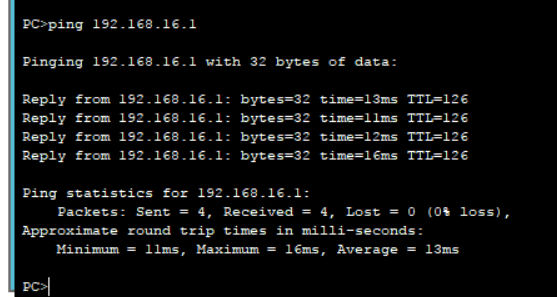 PC>ping 192.168.16.1
Pinging 192.168.16.1 with 32 bytes of data:
Reply from 192.168.16.1: bytes=32 time=13ms TTL=126
Reply from 192.168.16.1: bytes=32 time=11ms TTL=126
Reply from 192.168.16.1: bytes=32 time=12ms TTL=126
Reply from 192.168.16.1: bytes=32 time=16ms TTL=126
Ping statistics for 192.168.16.1:
    Packets: Sent = 4, Received = 4, Lost = 0 (0% loss),
Approximate round trip times in milli-seconds:
    Minimum = 11ms, Maximum = 16ms, Average = 13ms
PC>